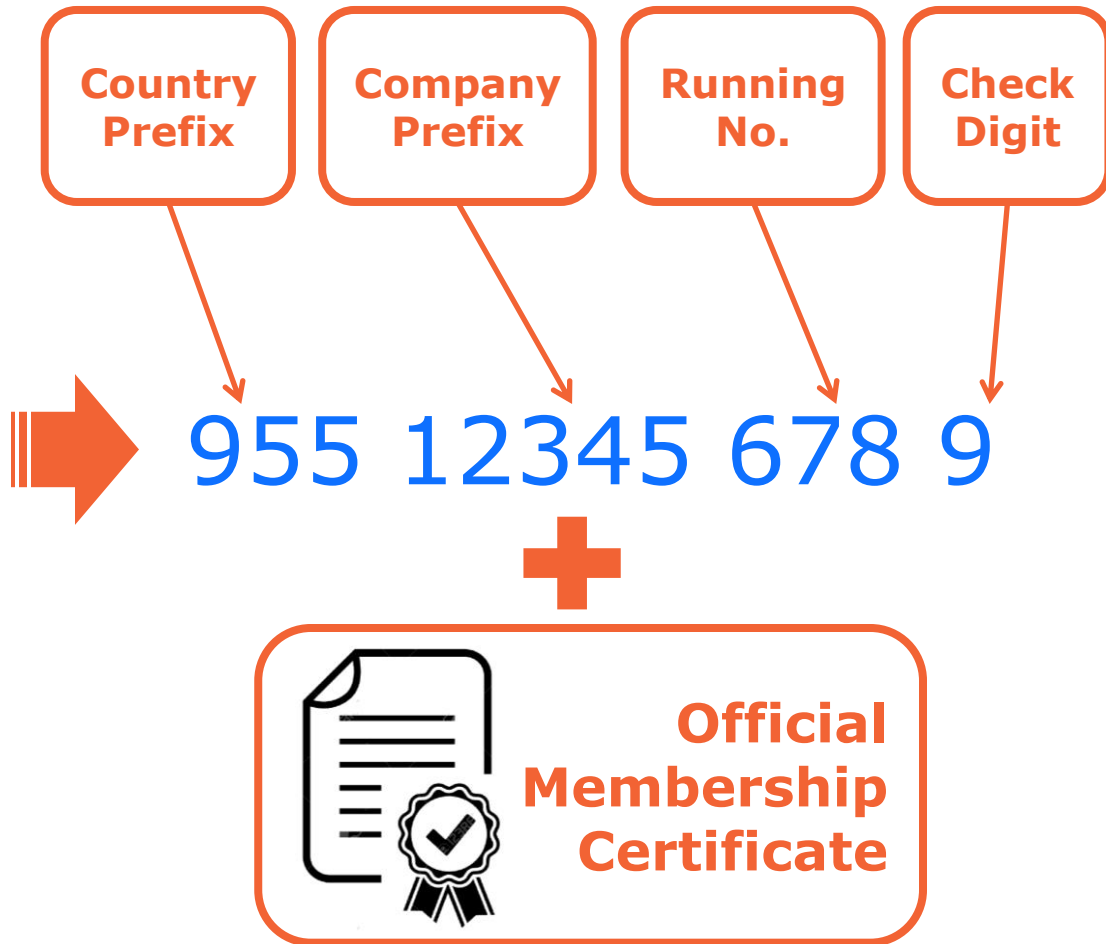 Country
Prefix
Company
Prefix
Running
No.
Check
Digit
955 12345 678 9
Official
Membership
Certificate